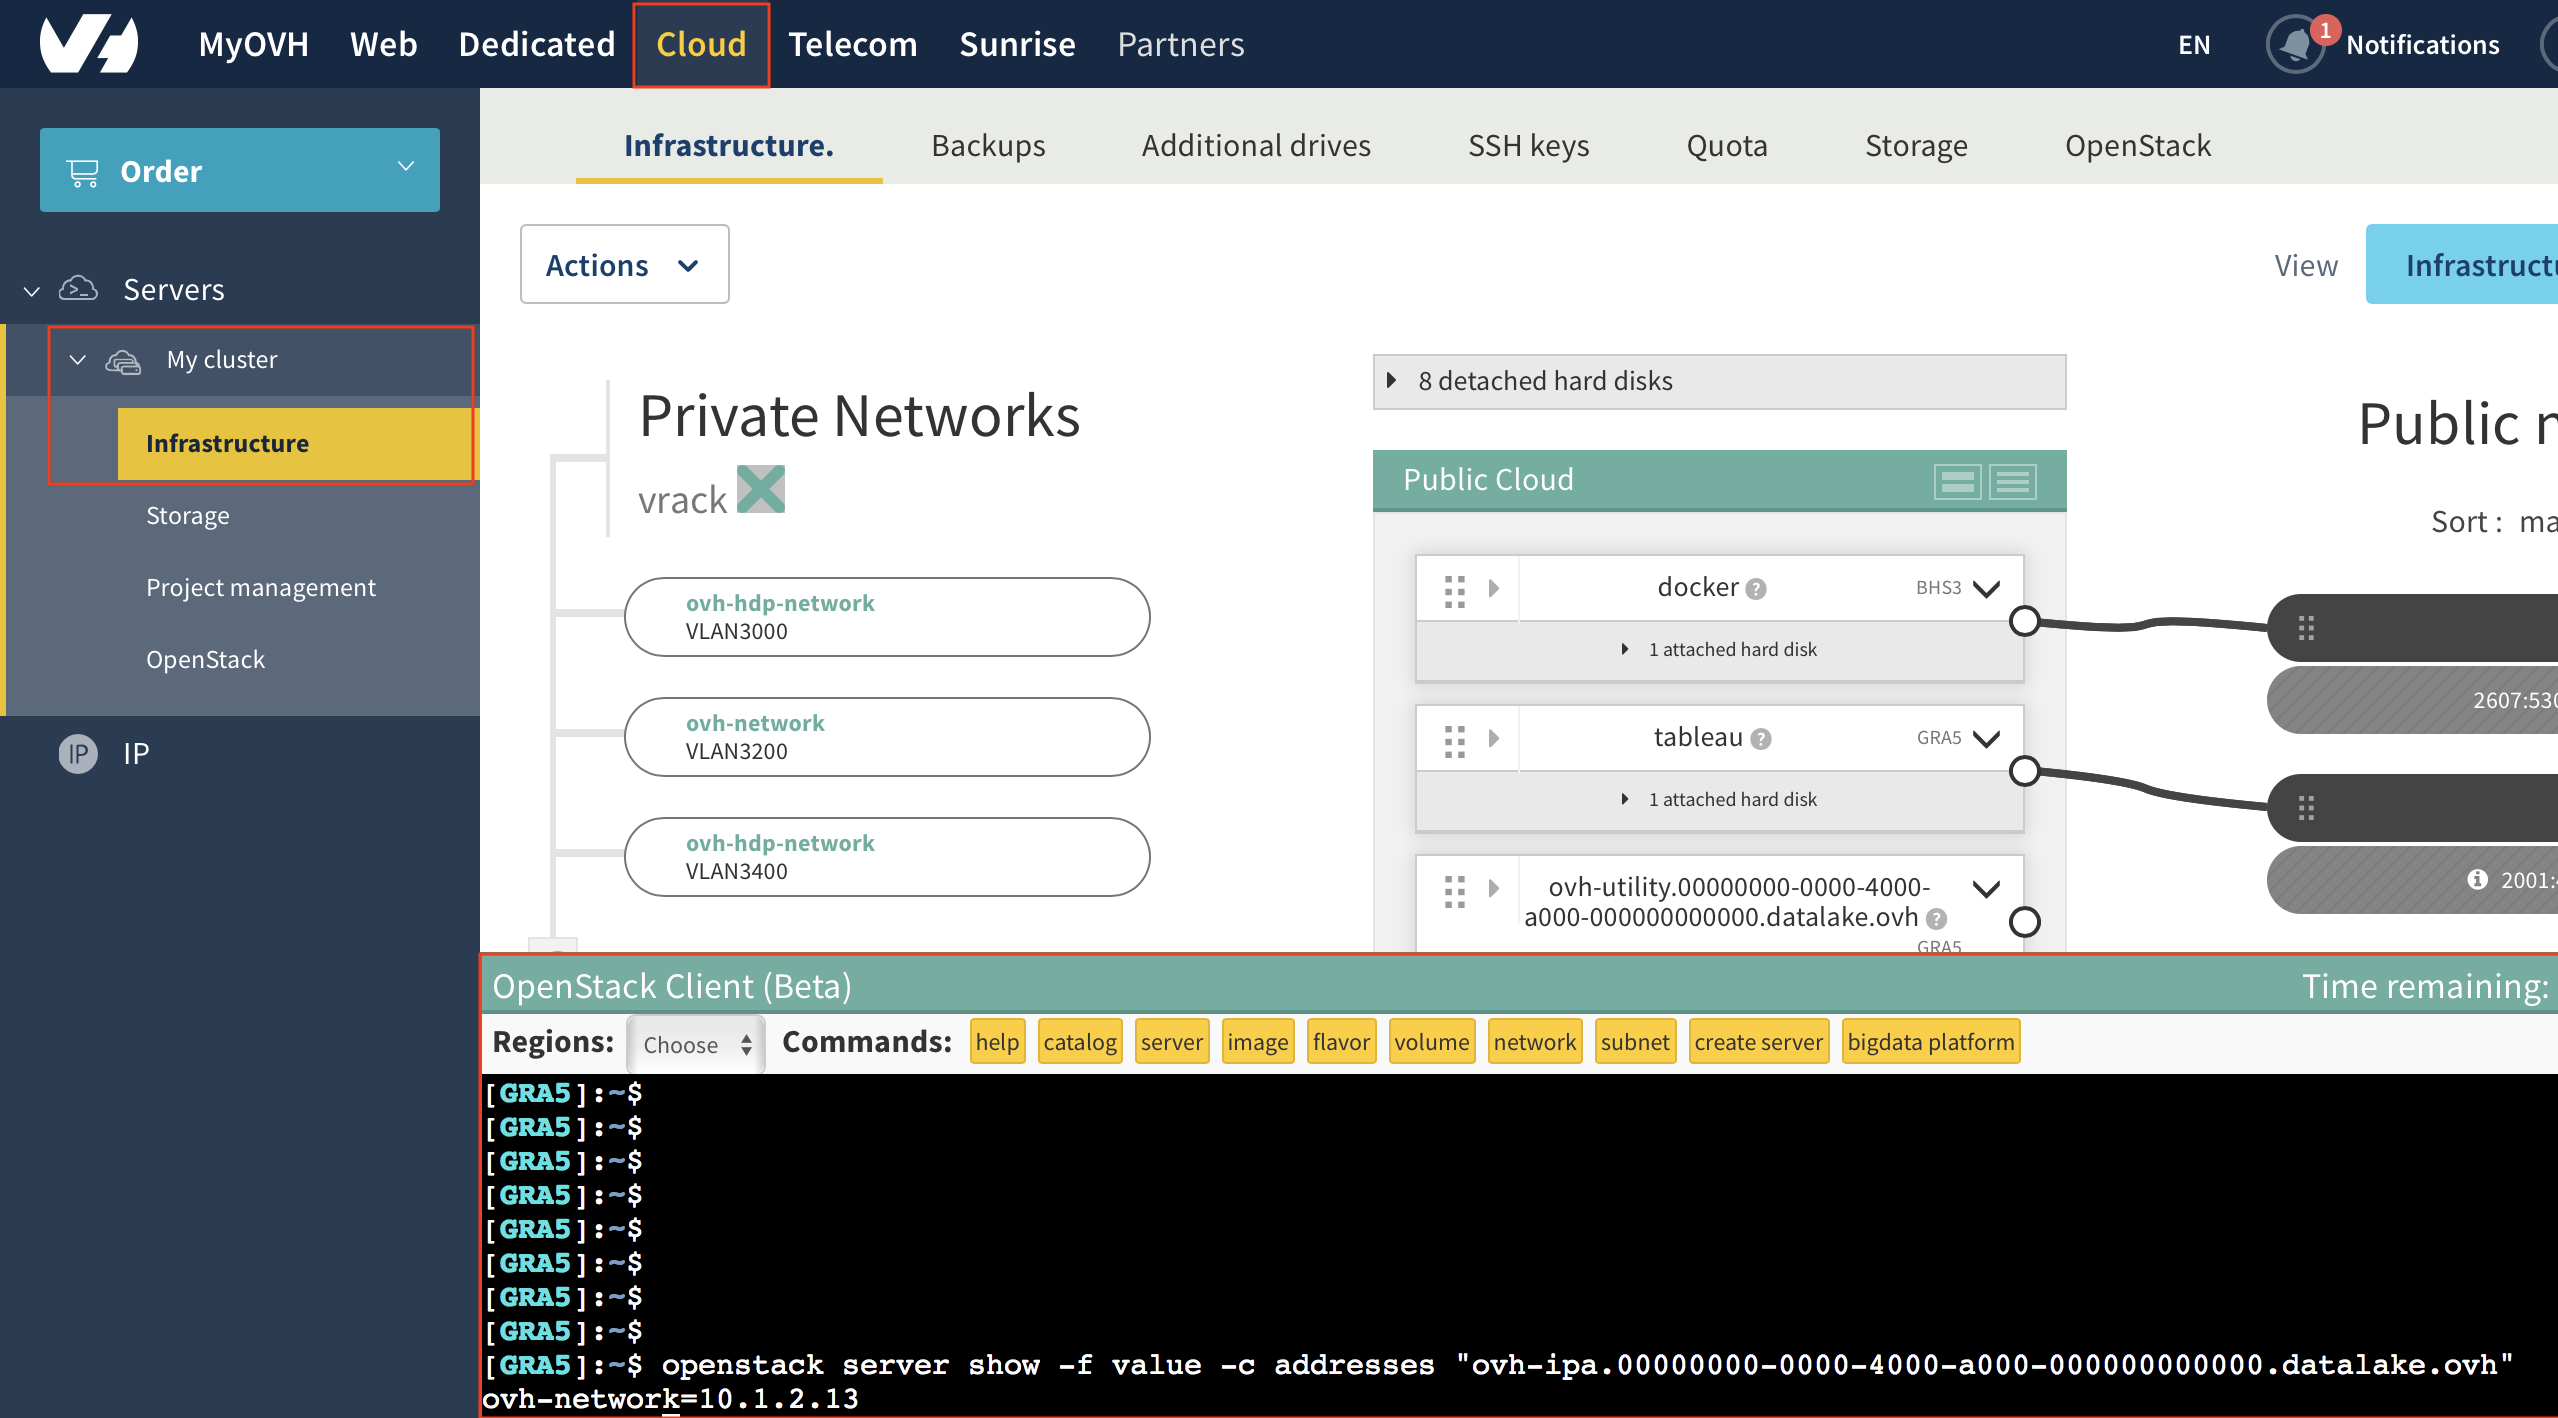 MyOVH Web Dedicated Cloud Telecom Sunrise Partners EN 1 Notifications
Order
Servers
My cluster
Infrastructure
Storage
Project management
OpenStack
IP IP
Infrastructure. Backups Additional drives SSH keys Quota Storage OpenStack
Actions
View
Private Networks
vrack
ovh-hdp-network
VLAN3000
ovh-network
VLAN3200
ovh-hdp-network
VLAN3400
8 detached hard disks
Public Cloud
docker ? BHS3
1 attached hard disk
tableau ? GRA5
1 attached hard disk
ovh-utility.00000000-0000-4000-
a000-000000000000.datalake.ovh ?
GRA5
Public
Sort :
2607:530
2001:
OpenStack Client (Beta) Time remaining:
Regions: Choose Commands: help catalog server image flavor volume network subnet create server bigdata platform
[GRA5]:~$
[GRA5]:~$
[GRA5]:~$
[GRA5]:~$
[GRA5]:~$
[GRA5]:~$
[GRA5]:~$
[GRA5]:~$
[GRA5]:~$ openstack server show -f value -c addresses "ovh-ipa.00000000-0000-4000-a000-000000000000.datalake.ovh"
ovh-network=10.1.2.13